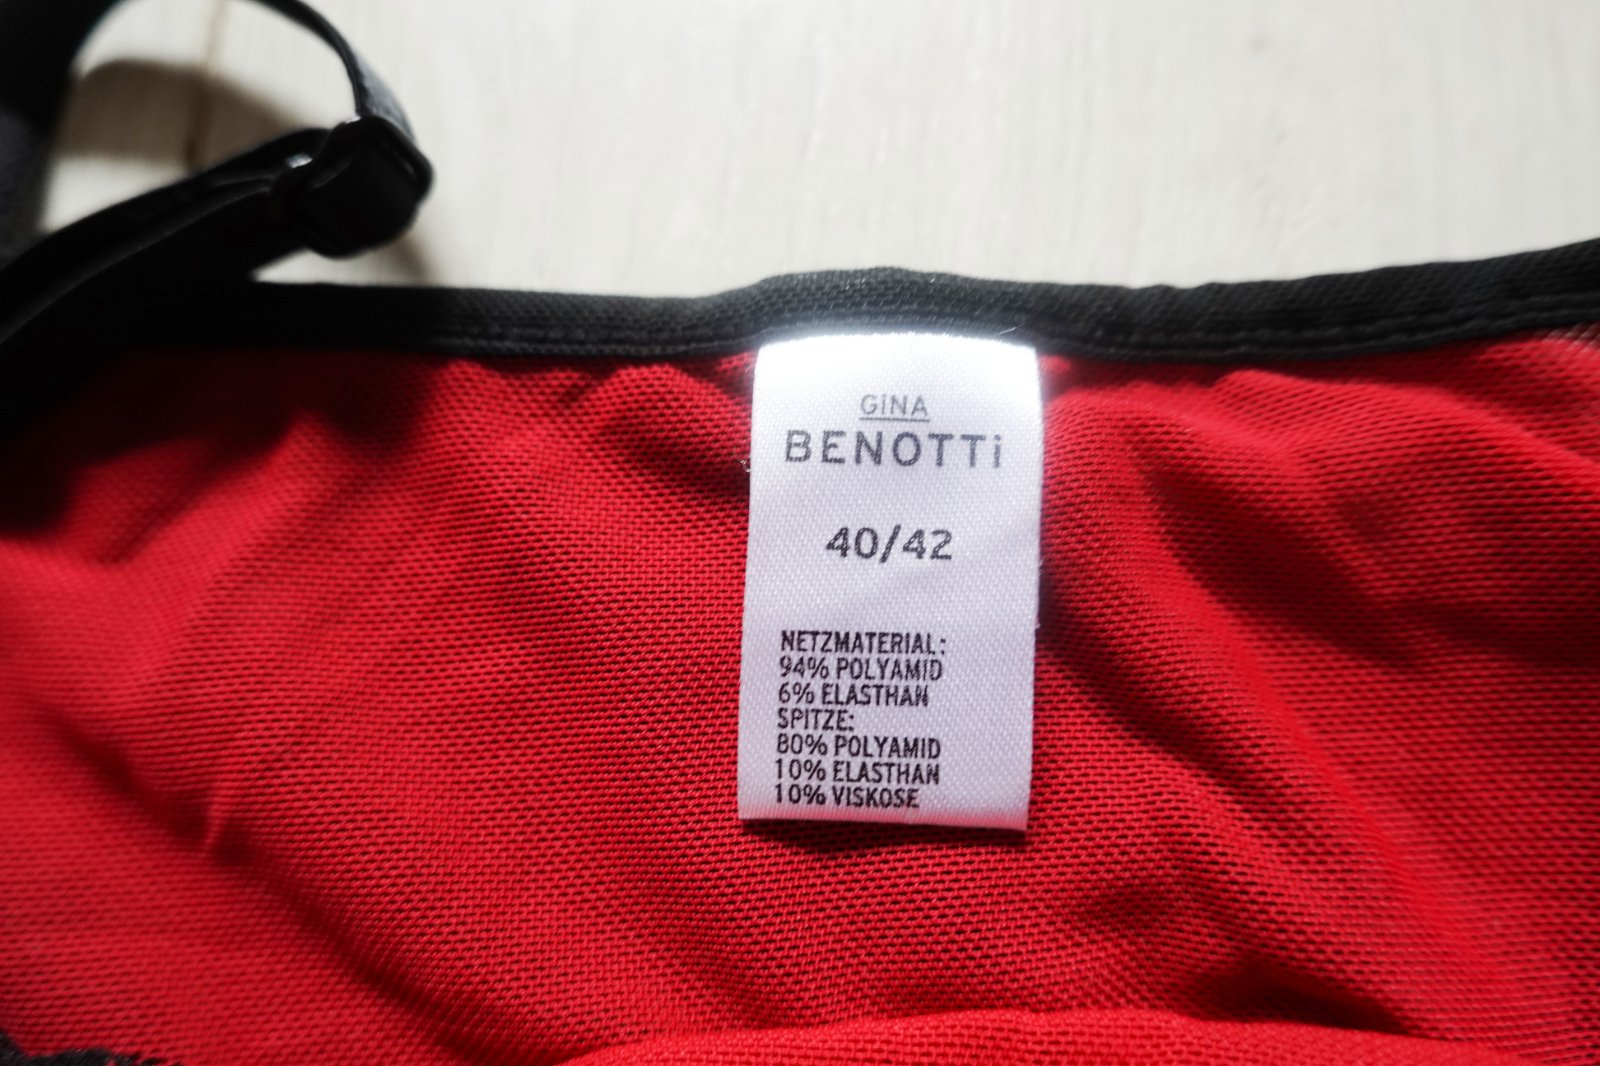 GiNA
BENOTTi
40/42
NETZMATERIAL:
94% POLYAMID
6% ELASTHAN
SPITZE:
80% POLYAMID
10% ELASTHAN
10% VISKOSE